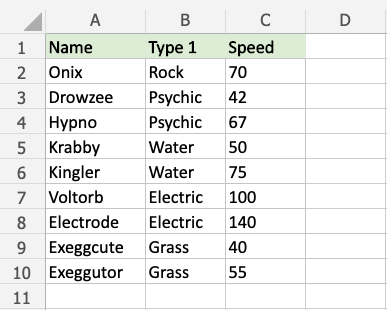 A B C D
1 Name Type 1 Speed
2 Onix Rock 70
3 Drowzee Psychic 42
4 Hypno Psychic 67
5 Krabby Water 50
6 Kingler Water 75
7 Voltorb Electric 100
8 Electrode Electric 140
9 Exeggcute Grass 40
10 Exeggutor Grass 55
11